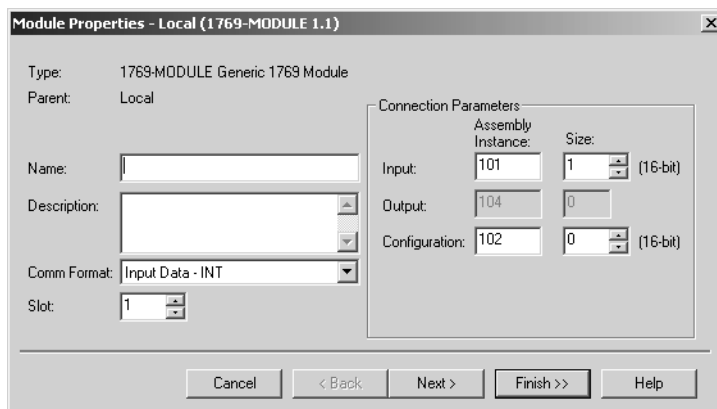 Module Properties - Local (1769-MODULE 1.1)
Type: 1769-MODULE Generic 1769 Module
Parent: Local
Connection Parameters
Assembly Instance: Size:
Name:
Input: 101 1 (16-bit)
Description:
Output: 104 0
Configuration: 102 0 (16-bit)
Comm Format: Input Data - INT
Slot: 1
Cancel < Back Next > Finish >> Help